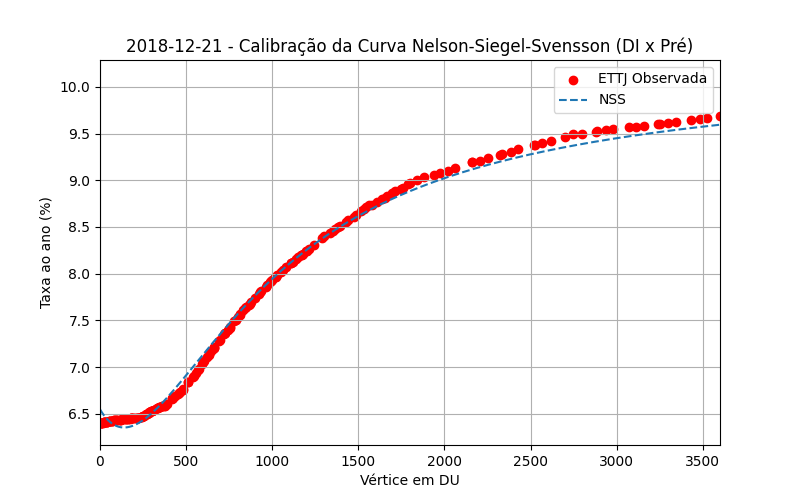 2018-12-21 - Calibração da Curva Nelson-Siegel-Svensson (DI x Pré)
ETTJ Observada
NSS
Taxa ao ano (%)
10.0
9.5
9.0
8.5
8.0
7.5
7.0
6.5
0 500 1000 1500 2000 2500 3000 3500
Vértice em DU